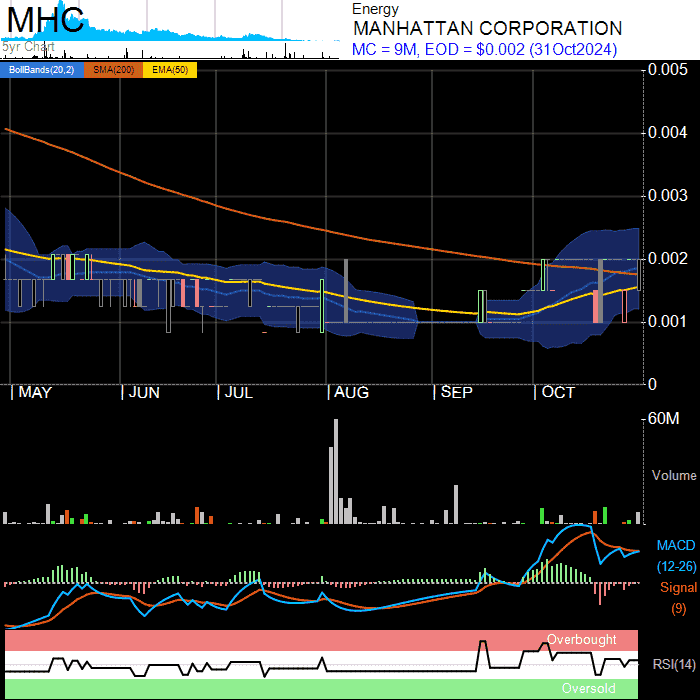 MHC
5yr Chart
Energy
MANHATTAN CORPORATION
MC = 9M, EOD = $0.002 (31Oct2024)
BollBands(20,2) SMA(200) EMA(50)
0.005
0.004
0.003
0.002
0.001
0
MAY JUN JUL AUG SEP OCT
60M
Volume
MACD
(12-26)
Signal
(9)
Overbought
RSI(14)
Oversold